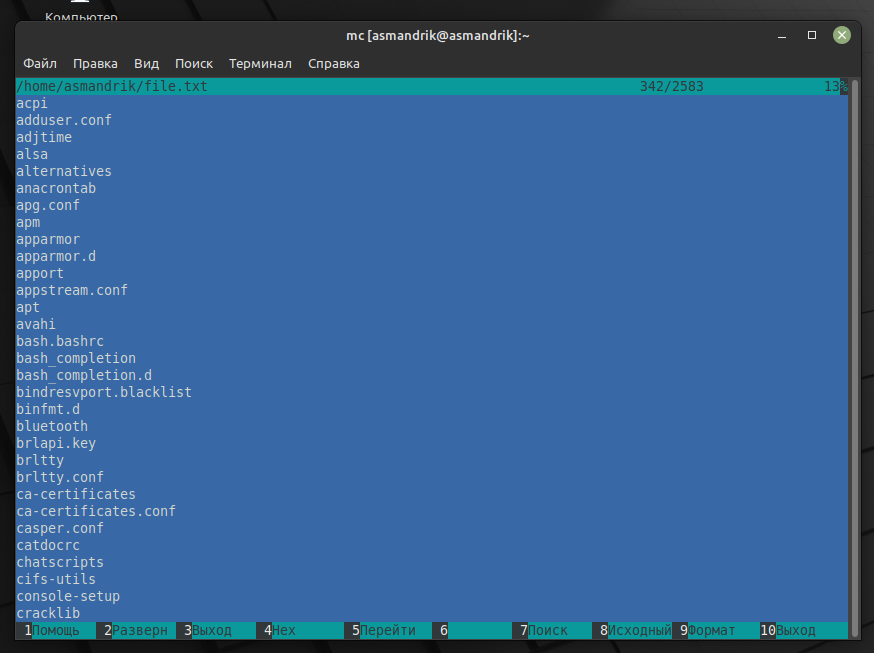 Компьютер
mc [asmandrik@asmandrik]:~
Файл Правка Вид Поиск Терминал Справка
/home/asmandrik/file.txt 342/2583 13%
acpi
adduser.conf
adjtime
alsa
alternatives
anacrontab
apg.conf
apm
apparmor
apparmor.d
apport
appstream.conf
apt
avahi
bash.bashrc
bash_completion
bash_completion.d
bindresvport.blacklist
binfmt.d
bluetooth
brlapi.key
brltty
brltty.conf
ca-certificates
ca-certificates.conf
casper.conf
catdocrc
chatscripts
cifs-utils
console-setup
cracklib
1Помощь 2Разверн 3Выход 4Hex 5Перейти 6 7Поиск 8Исходный 9Формат 10Выход